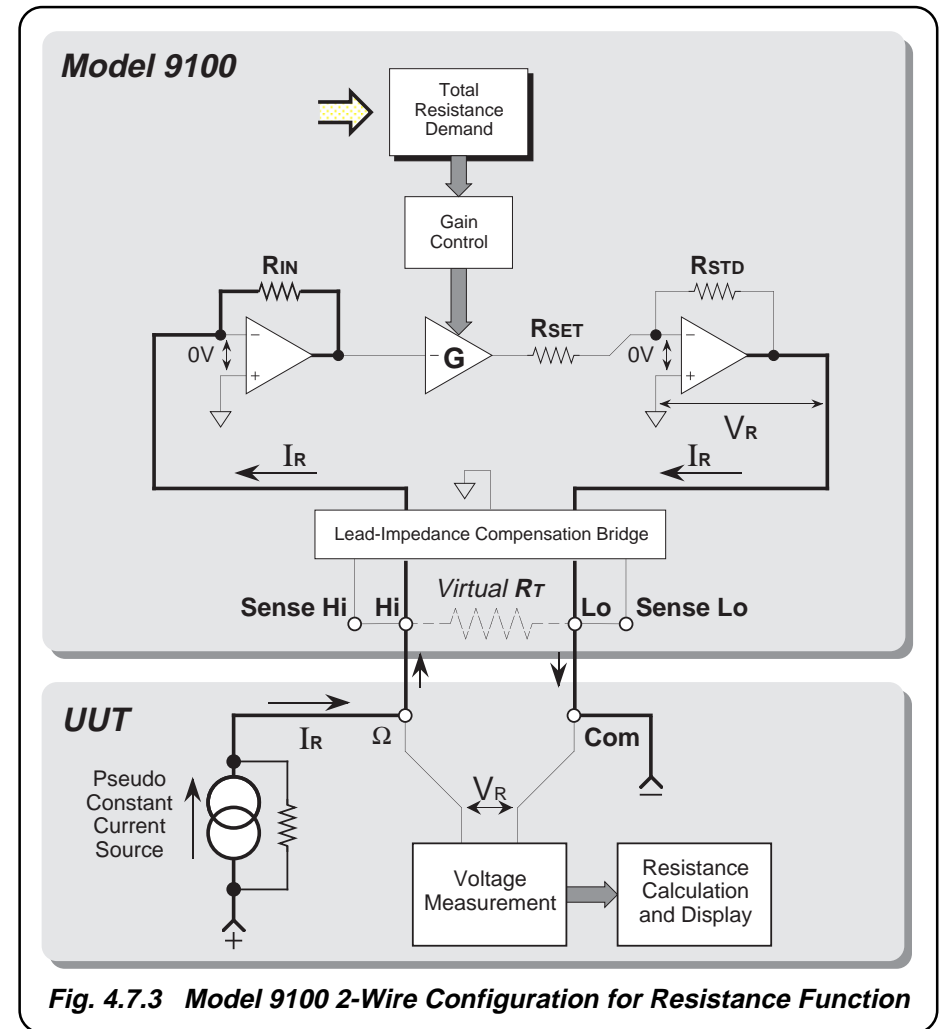 Model 9100
Total
Resistance
Demand
Gain
Control
RIN
RSTD
RSET
0V
−
+
− G
0V
−
+
VR
IR
IR
Lead-Impedance Compensation Bridge
Virtual RT
Sense Hi
Hi
Lo
Sense Lo
UUT
IR
Ω
Com
Pseudo
Constant
Current
Source
VR
Voltage
Measurement
Resistance
Calculation
and Display
+
−
Fig. 4.7.3 Model 9100 2-Wire Configuration for Resistance Function